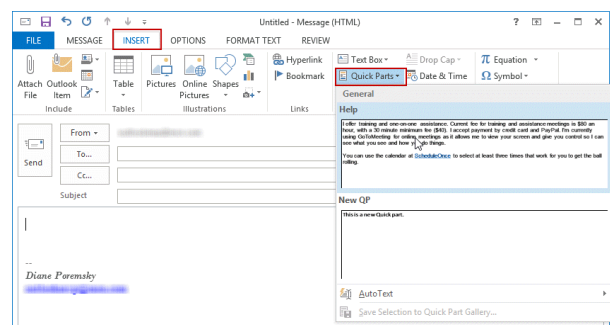 Untitled - Message (HTML)
FILE MESSAGE INSERT OPTIONS FORMAT TEXT REVIEW
Attach File
Outlook Item
Table
Pictures
Online Pictures
Shapes
Hyperlink
Bookmark
Text Box
Drop Cap
Equation
Quick Parts
Date & Time
Symbol
Include Tables Illustrations Links
General
Help
I offer training and one-on-one assistance. Current fee for training and assistance meetings is $80 an
hour, with a 30 minute minimum fee ($40). I accept payment by credit card and PayPal. I'm currently
using GoToMeeting for online meetings as it allows me to view your screen and give you control so I can
see what you see and how you do things.
You can use the calendar at ScheduleOnce to select at least three times that work for you to get the ball
rolling.
New QP
This is a new Quick part.
AutoText
Save Selection to Quick Part Gallery...
Send
From
To...
Cc...
Subject
--
Diane Poremsky